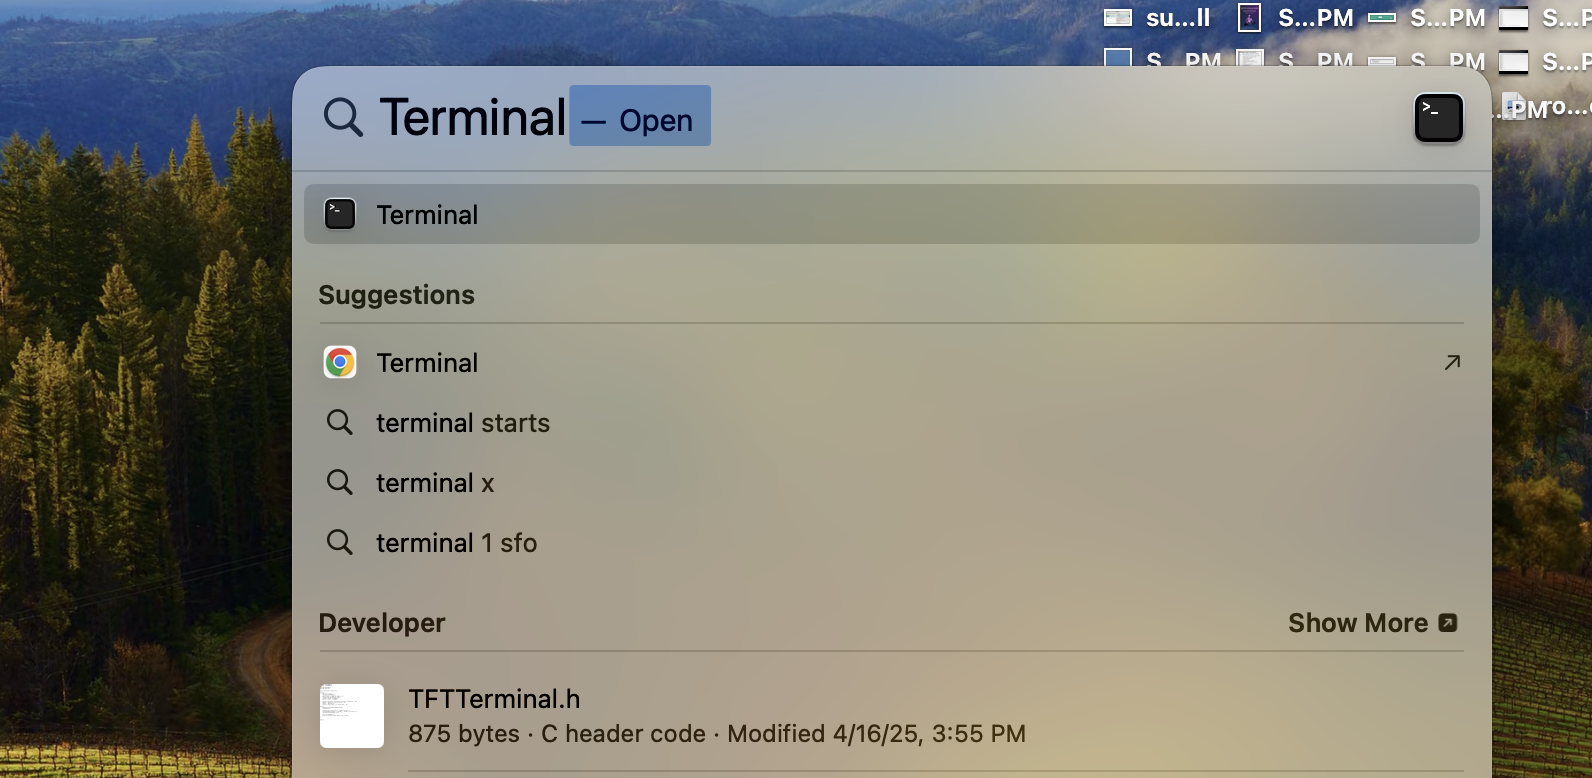 su...ll S...PM S...PM S...P
S...PM S...PM S...PM S...P
...PM ro...
Terminal — Open
Terminal
Suggestions
Terminal
terminal starts
terminal x
terminal 1 sfo
Developer Show More
TFTTerminal.h
875 bytes · C header code · Modified 4/16/25, 3:55 PM